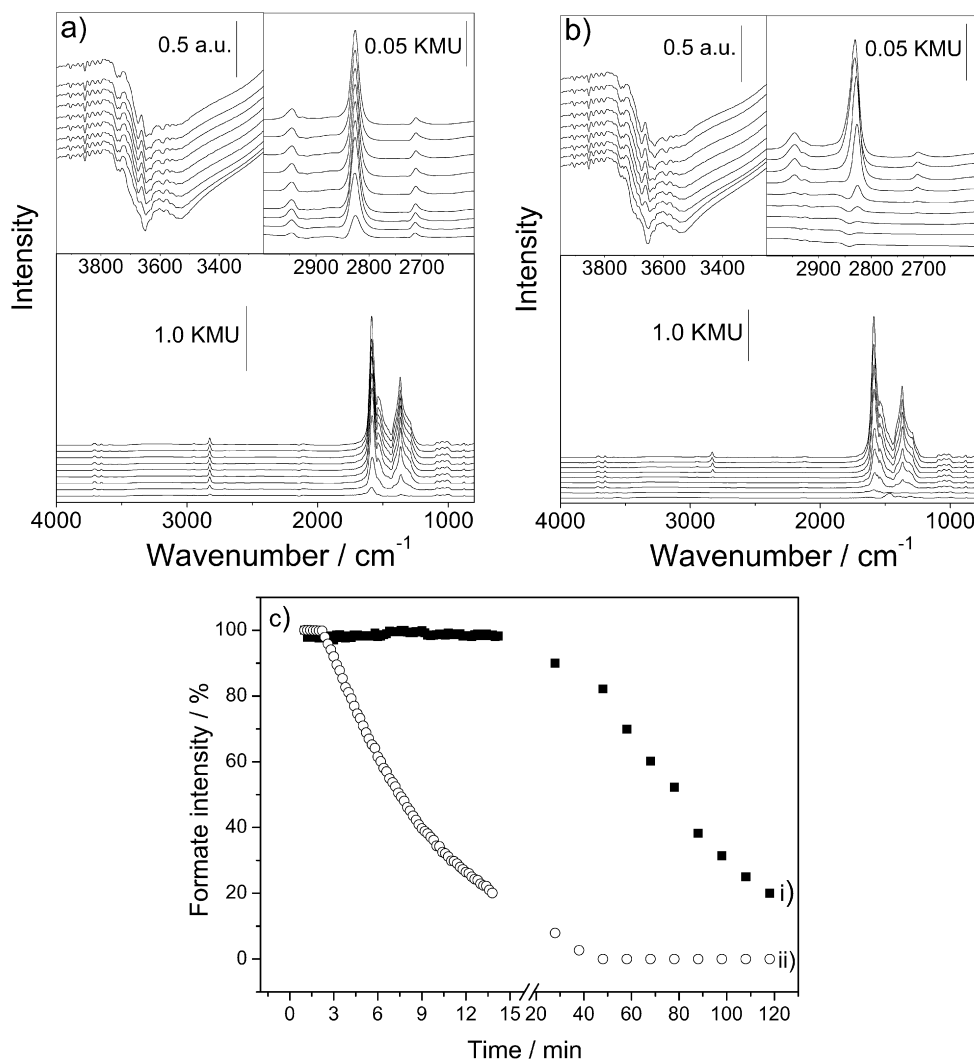 a)
0.5 a.u.
0.05 KMU
3800 3600 3400
2900 2800 2700
1.0 KMU
Intensity
4000 3000 2000 1000
Wavenumber / cm⁻¹
b)
0.5 a.u.
0.05 KMU
3800 3600 3400
2900 2800 2700
1.0 KMU
Intensity
4000 3000 2000 1000
Wavenumber / cm⁻¹
c)
100
80
60
40
20
0
Formate intensity / %
i)
ii)
0 3 6 9 12 15 20 40 60 80 100 120
Time / min